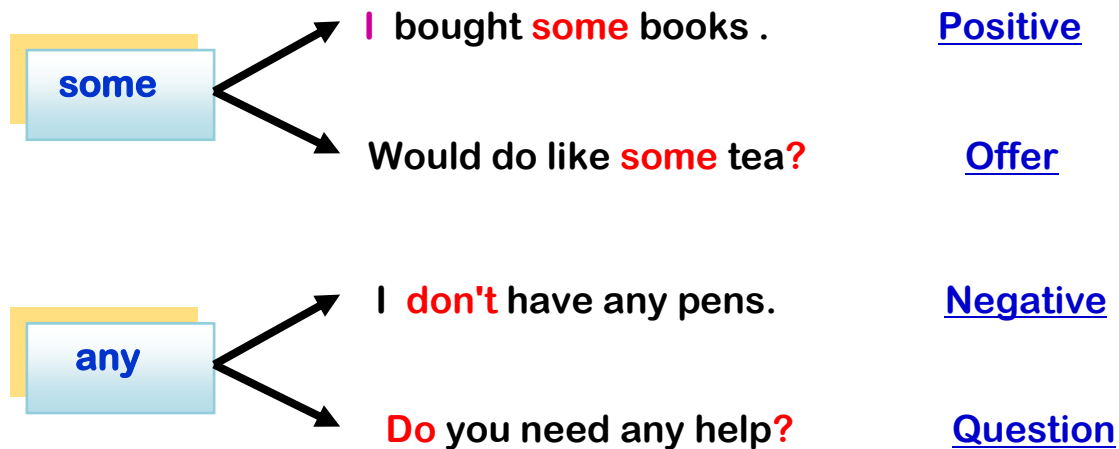 I bought some books . Positive
some
Would do like some tea? Offer
I don't have any pens. Negative
any
Do you need any help? Question